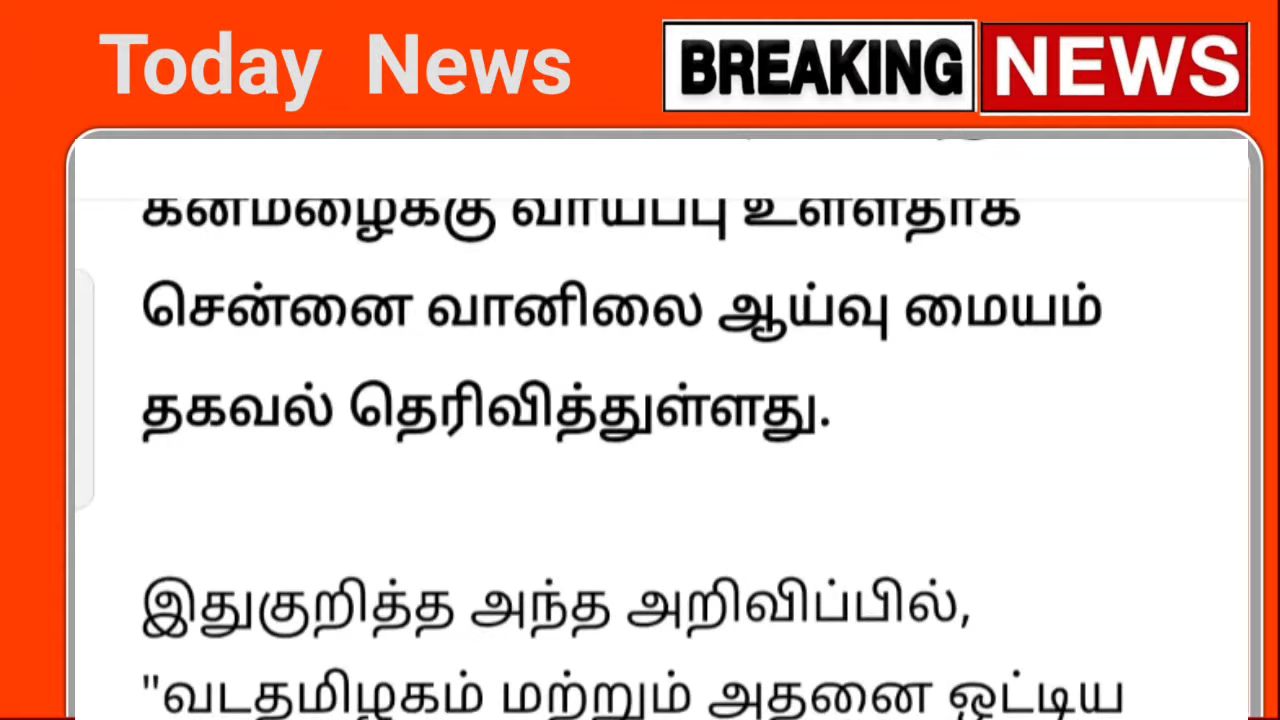 Today News
BREAKING NEWS
கனமழைக்கு வாய்ப்பு உள்ளதாக
சென்னை வானிலை ஆய்வு மையம்
தகவல் தெரிவித்துள்ளது.
இதுகுறித்த அந்த அறிவிப்பில்,
"வடதமிழகம் மற்றும் அதனை ஒட்டிய